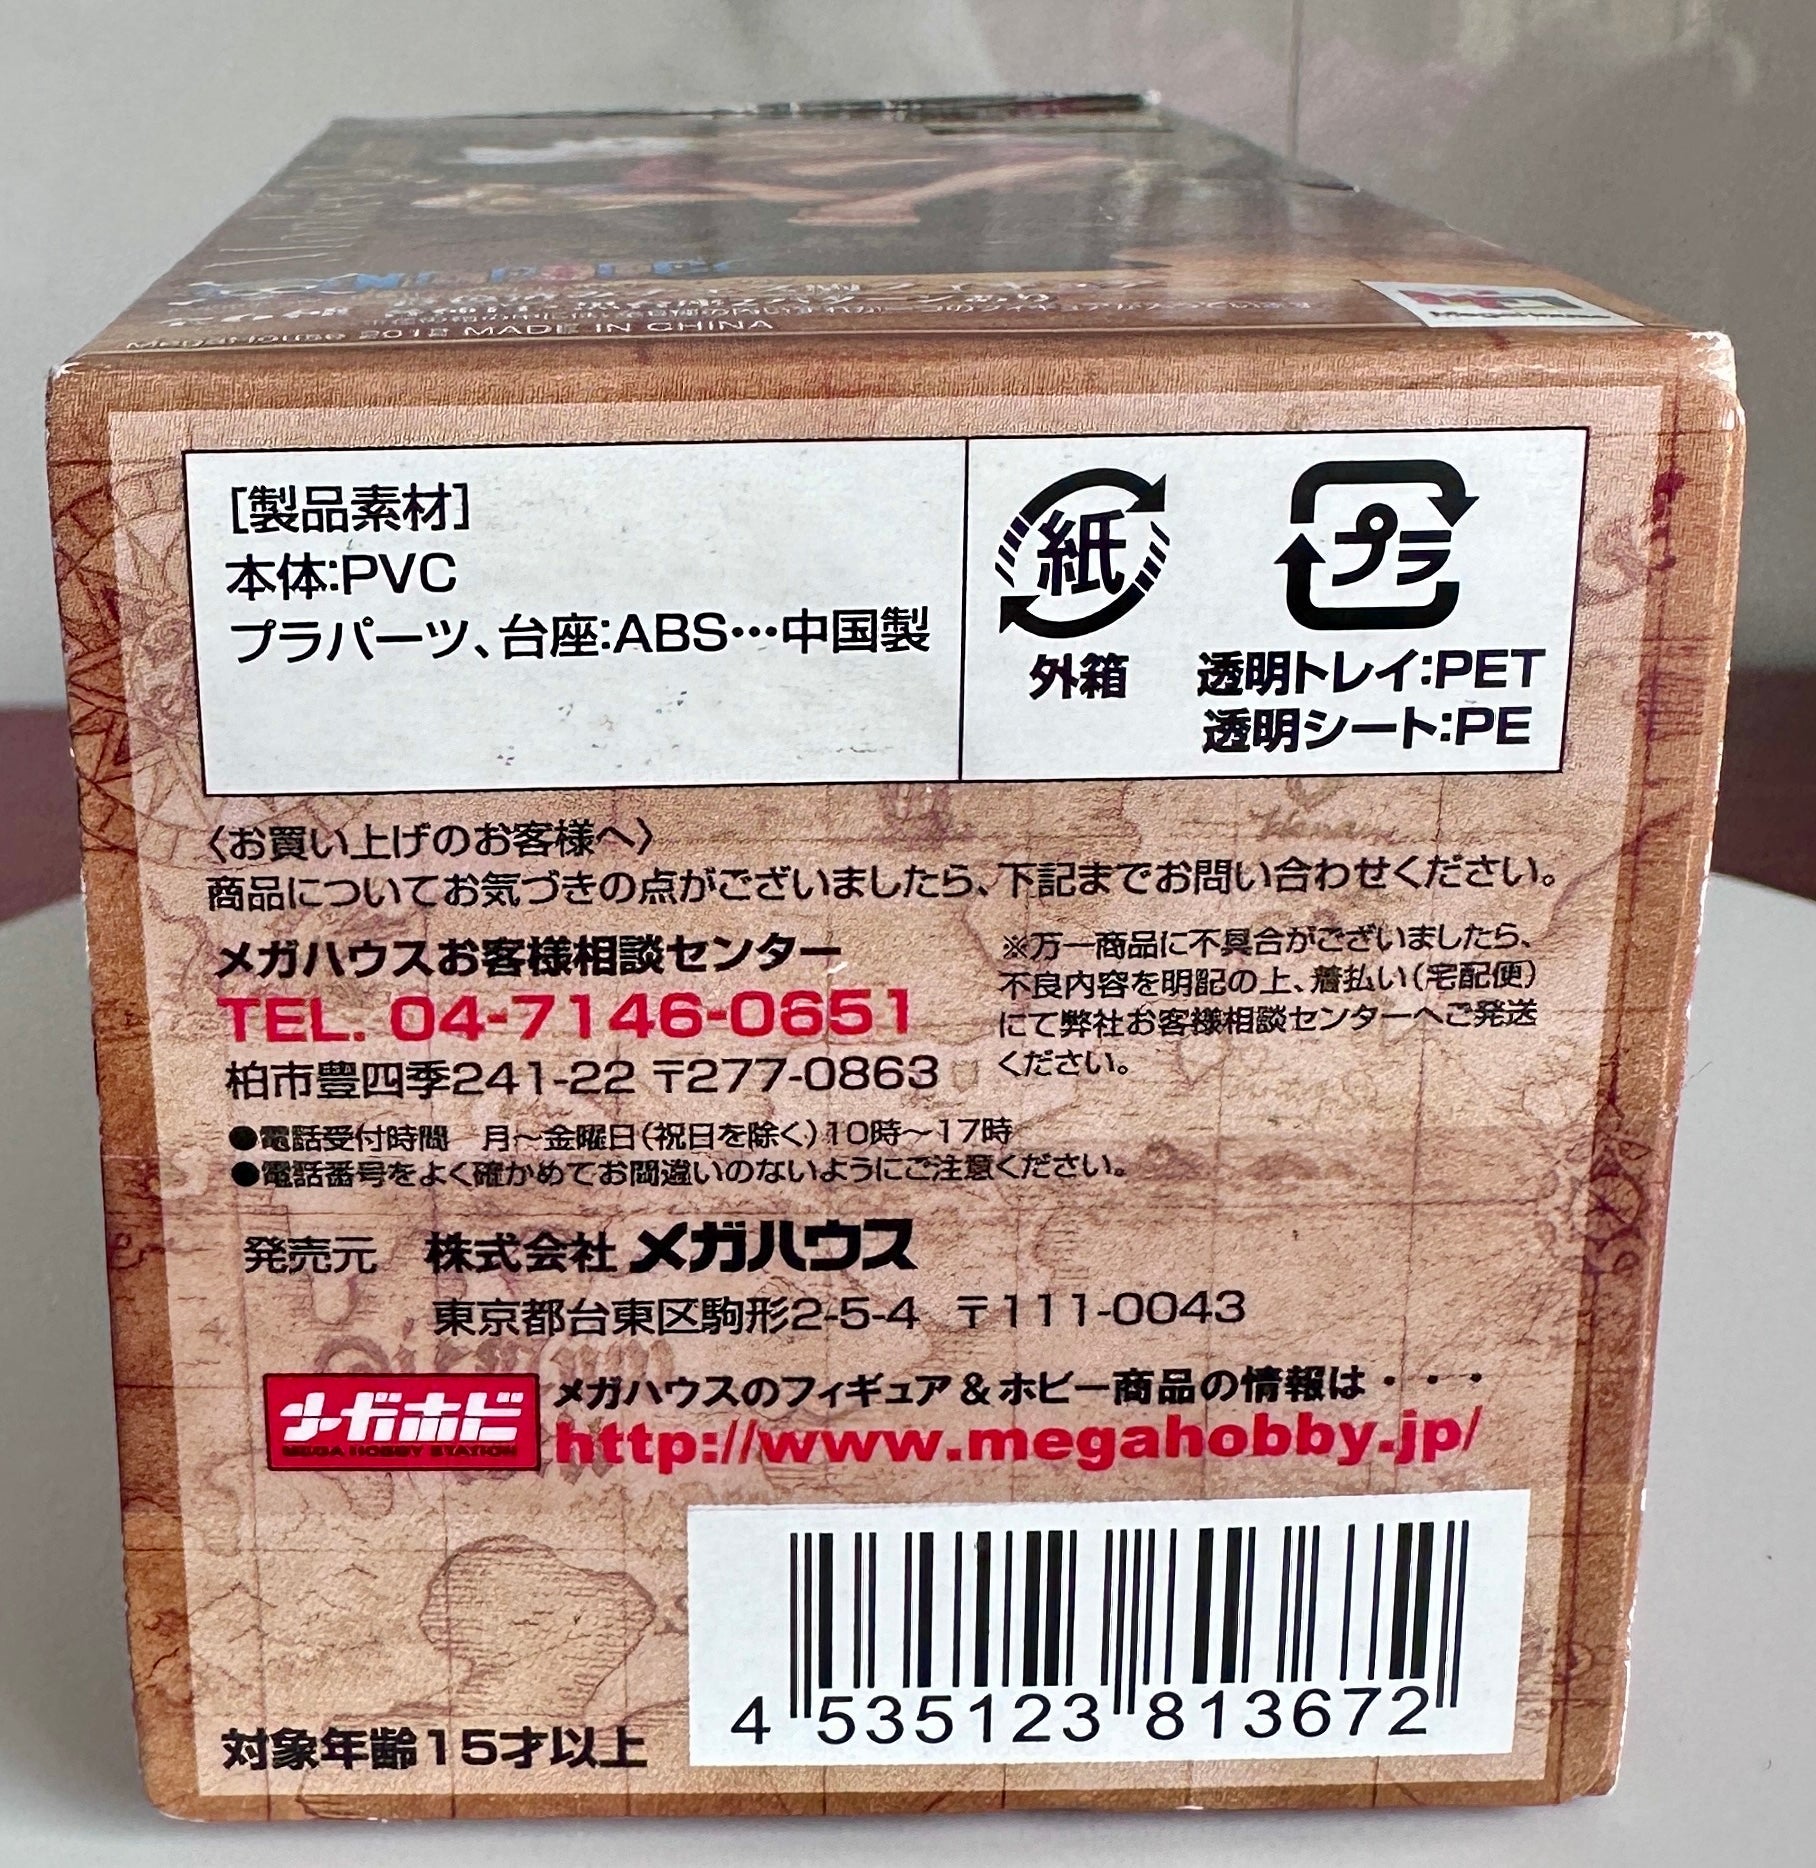 MegaHouse 2012 MADE IN CHINA
[製品素材]
本体:PVC
プラパーツ、台座:ABS…中国製
紙
外箱
プラ
透明トレイ:PET
透明シート:PE
〈お買い上げのお客様へ〉
商品についてお気づきの点がございましたら、下記までお問い合わせください。
メガハウスお客様相談センター
TEL. 04-7146-0651
柏市豊四季241-22 〒277-0863
※万一商品に不具合がございましたら、
不良内容を明記の上、着払い(宅配便)
にて弊社お客様相談センターへご発送
ください。
●電話受付時間 月〜金曜日(祝日を除く)10時〜17時
●電話番号をよく確かめてお間違いのないようにご注意ください。
発売元 株式会社 メガハウス
東京都台東区駒形2-5-4 〒111-0043
メガホビ
MEGA HOBBY STATION
メガハウスのフィギュア&ホビー商品の情報は・・・
http://www.megahobby.jp/
4 535123 813672
対象年齢15才以上